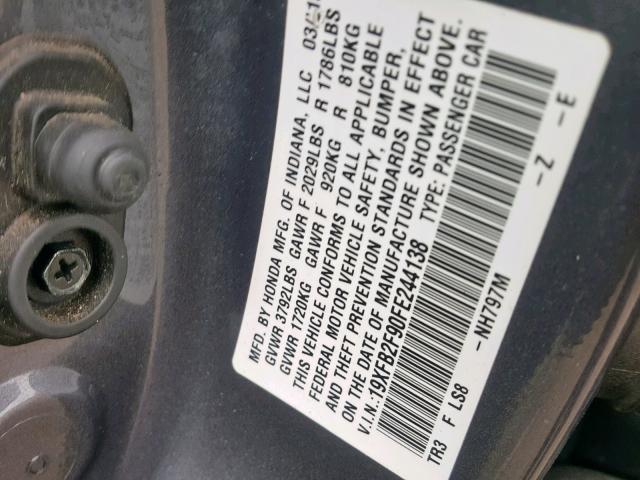 MFD. BY HONDA MFG. OF INDIANA, LLC 03/
GVWR 3792LBS GAWR F 2029LBS R 1786LBS
GVWR 1720KG GAWR F 920KG R 810KG
THIS VEHICLE CONFORMS TO ALL APPLICABLE
FEDERAL MOTOR VEHICLE SAFETY, BUMPER,
AND THEFT PREVENTION STANDARDS IN EFFECT
ON THE DATE OF MANUFACTURE SHOWN ABOVE.
V.I.N.: 19XFB2F90FE244138 TYPE: PASSENGER CAR
-NH797M -Z -E
TR3 F LS8